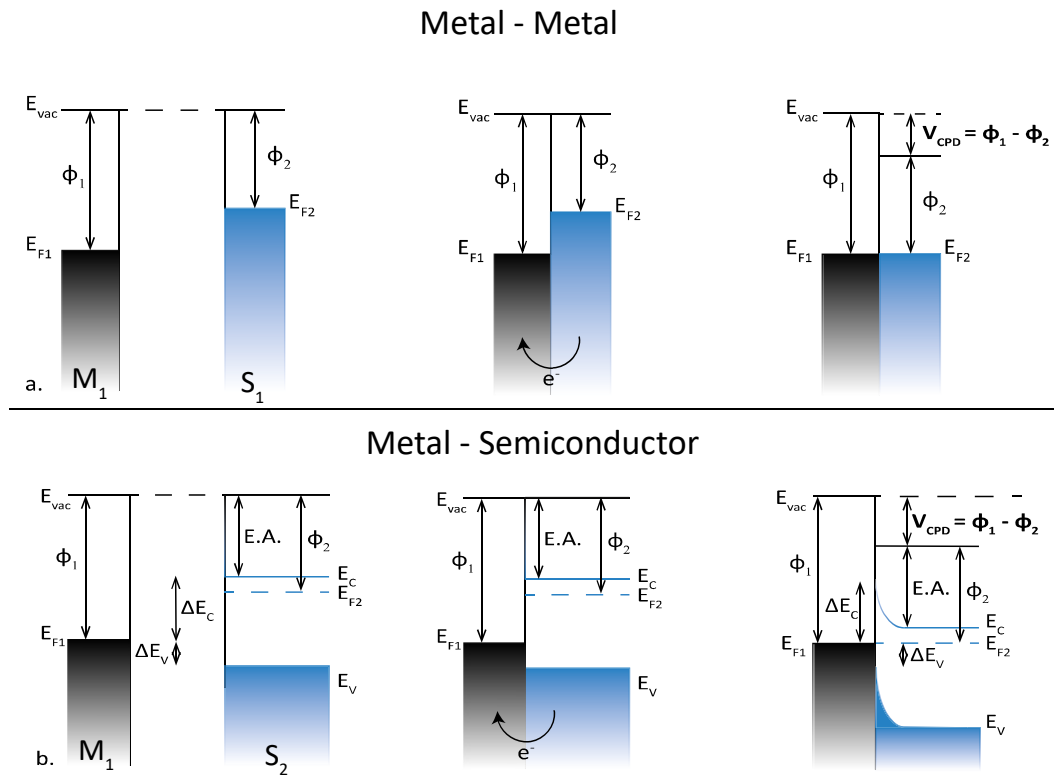 Metal - Metal
E_vac
ϕ_1
ϕ_2
E_F2
E_F1
M_1
S_1
a.
E_vac
ϕ_1
ϕ_2
E_F2
E_F1
e^-
E_vac
V_CPD = ϕ_1 - ϕ_2
ϕ_1
ϕ_2
E_F1
E_F2
Metal - Semiconductor
E_vac
E.A.
ϕ_1
ϕ_2
E_C
E_F2
ΔE_C
E_F1
ΔE_V
E_V
M_1
S_2
b.
E_vac
E.A.
ϕ_1
ϕ_2
E_C
E_F2
E_F1
E_V
e^-
E_vac
V_CPD = ϕ_1 - ϕ_2
ϕ_1
E.A.
ϕ_2
ΔE_C
E_C
E_F1
E_F2
ΔE_V
E_V